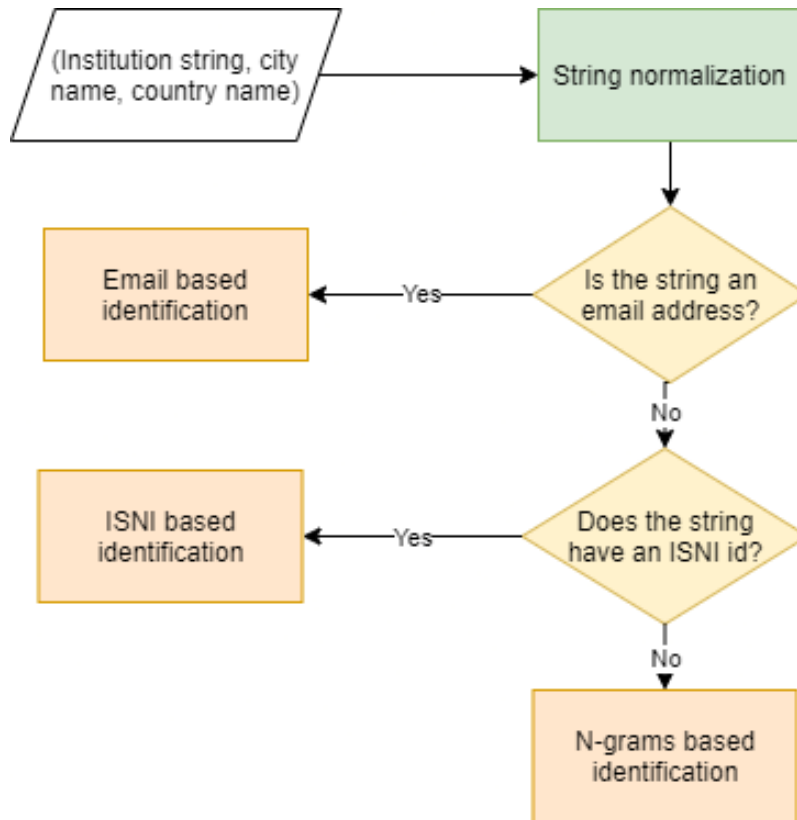 (Institution string, city
name, country name)
String normalization
Email based
identification
Yes
Is the string an
email address?
No
ISNI based
identification
Yes
Does the string
have an ISNI id?
No
N-grams based
identification